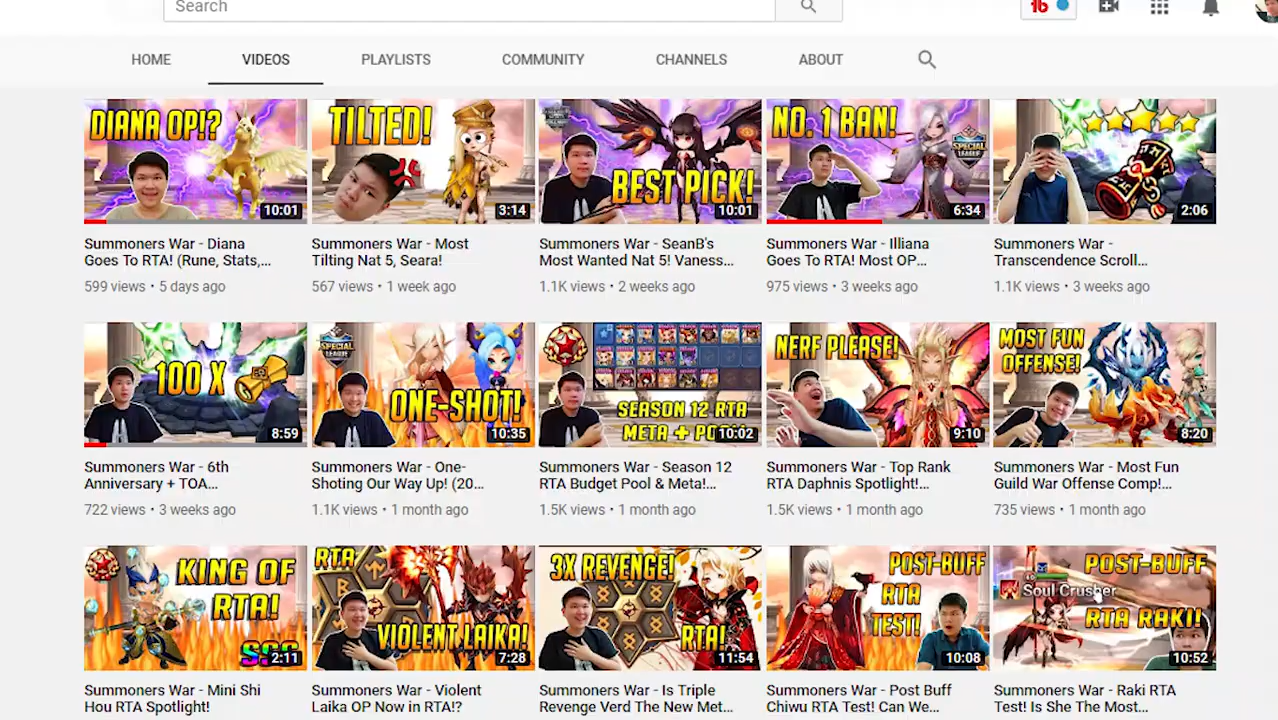 Search
HOME
VIDEOS
PLAYLISTS
COMMUNITY
CHANNELS
ABOUT
DIANA OP!?
10:01
TILTED!
3:14
BEST PICK!
10:01
NO. 1 BAN!
SPECIAL
LEAGUE
6:34
2:06
Summoners War - Diana
Goes To RTA! (Rune, Stats,...
599 views • 5 days ago
Summoners War - Most
Tilting Nat 5, Seara!
567 views • 1 week ago
Summoners War - SeanB's
Most Wanted Nat 5! Vaness...
1.1K views • 2 weeks ago
Summoners War - Illiana
Goes To RTA! Most OP...
975 views • 3 weeks ago
Summoners War -
Transcendence Scroll...
1.1K views • 3 weeks ago
100 X
8:59
SPECIAL
LEAGUE
ONE-SHOT!
10:35
SEASON 12 RTA
META +
10:02
NERF PLEASE!
9:10
MOST FUN
OFFENSE!
8:20
Summoners War - 6th
Anniversary + TOA...
722 views • 3 weeks ago
Summoners War - One-
Shoting Our Way Up! (20...
1.1K views • 1 month ago
Summoners War - Season 12
RTA Budget Pool & Meta!...
1.5K views • 1 month ago
Summoners War - Top Rank
RTA Daphnis Spotlight!...
1.5K views • 1 month ago
Summoners War - Most Fun
Guild War Offense Comp!...
735 views • 1 month ago
KING OF
RTA!
2:11
RTA
VIOLENT LAIKA!
7:28
3X REVENGE!
RTA!
11:54
POST-BUFF
RTA
TEST!
10:08
POST-BUFF
40
Soul Crusher
RTA RAKI!
10:52
Summoners War - Mini Shi
Hou RTA Spotlight!
Summoners War - Violent
Laika OP Now in RTA!?
Summoners War - Is Triple
Revenge Verd The New Met...
Summoners War - Post Buff
Chiwu RTA Test! Can We...
Summoners War - Raki RTA
Test! Is She The Most...